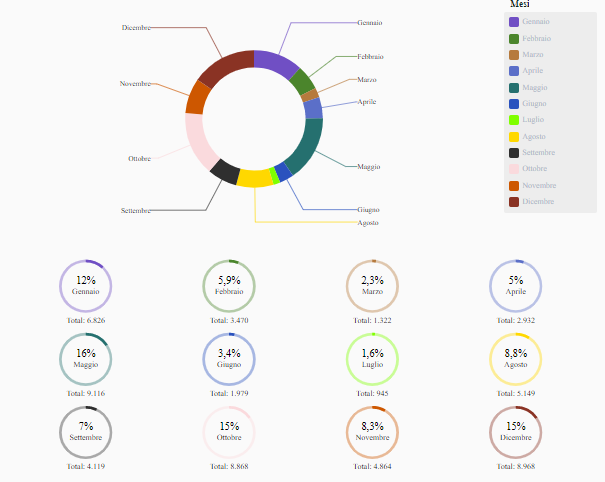 Mesi
Gennaio
Febbraio
Marzo
Aprile
Maggio
Giugno
Luglio
Agosto
Settembre
Ottobre
Novembre
Dicembre
Dicembre
Gennaio
Novembre
Febbraio
Marzo
Aprile
Ottobre
Maggio
Settembre
Giugno
Agosto
12%
Gennaio
Total: 6.826
5,9%
Febbraio
Total: 3.470
2,3%
Marzo
Total: 1.322
5%
Aprile
Total: 2.932
16%
Maggio
Total: 9.116
3,4%
Giugno
Total: 1.979
1,6%
Luglio
Total: 945
8,8%
Agosto
Total: 5.149
7%
Settembre
Total: 4.119
15%
Ottobre
Total: 8.868
8,3%
Novembre
Total: 4.864
15%
Dicembre
Total: 8.968